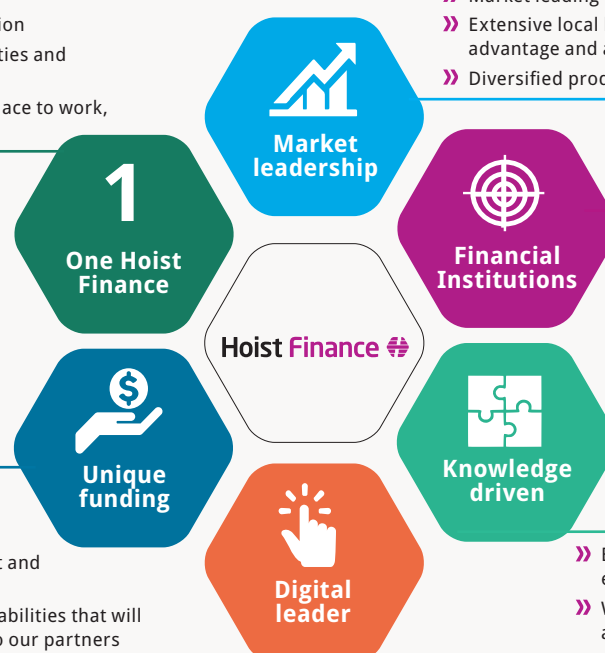 ion
ties and
ace to work,
Market leading
Extensive local
advantage and a
Diversified prod
Market
leadership
1
One Hoist
Finance
Financial
Institutions
Hoist Finance
Unique
funding
Knowledge
driven
Digital
leader
t and
abilities that will
o our partners
E
e
W
a